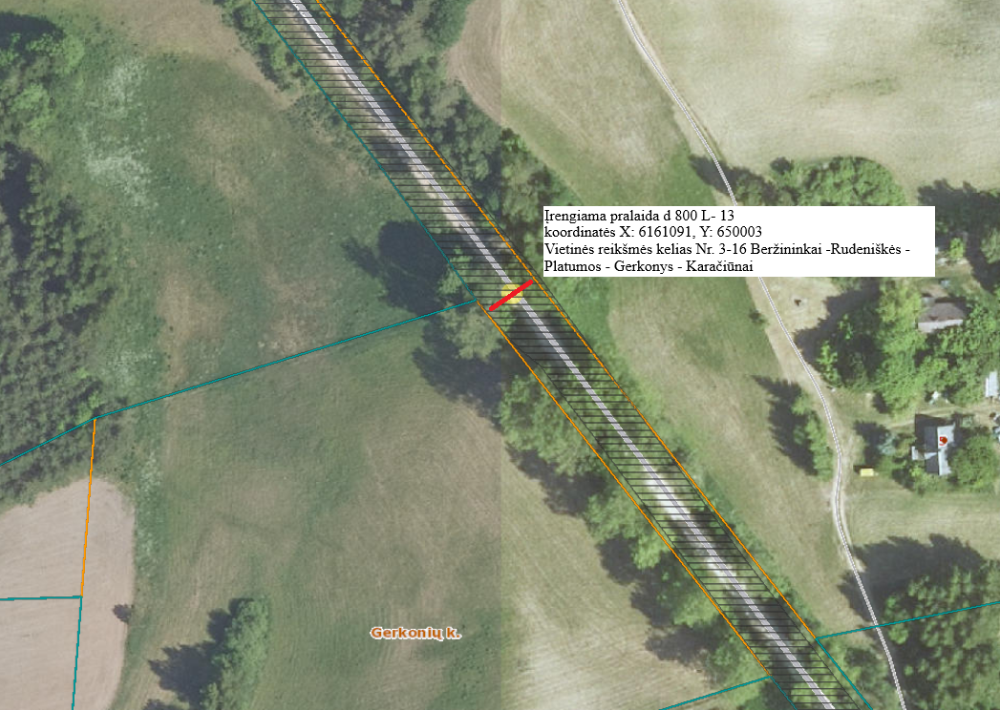 Įrengiama pralaida d 800 L- 13
koordinatės X: 6161091, Y: 650003
Vietinės reikšmės kelias Nr. 3-16 Beržininkai -Rudeniškės -
Platumos - Gerkonys - Karačiūnai
Gerkonių k.